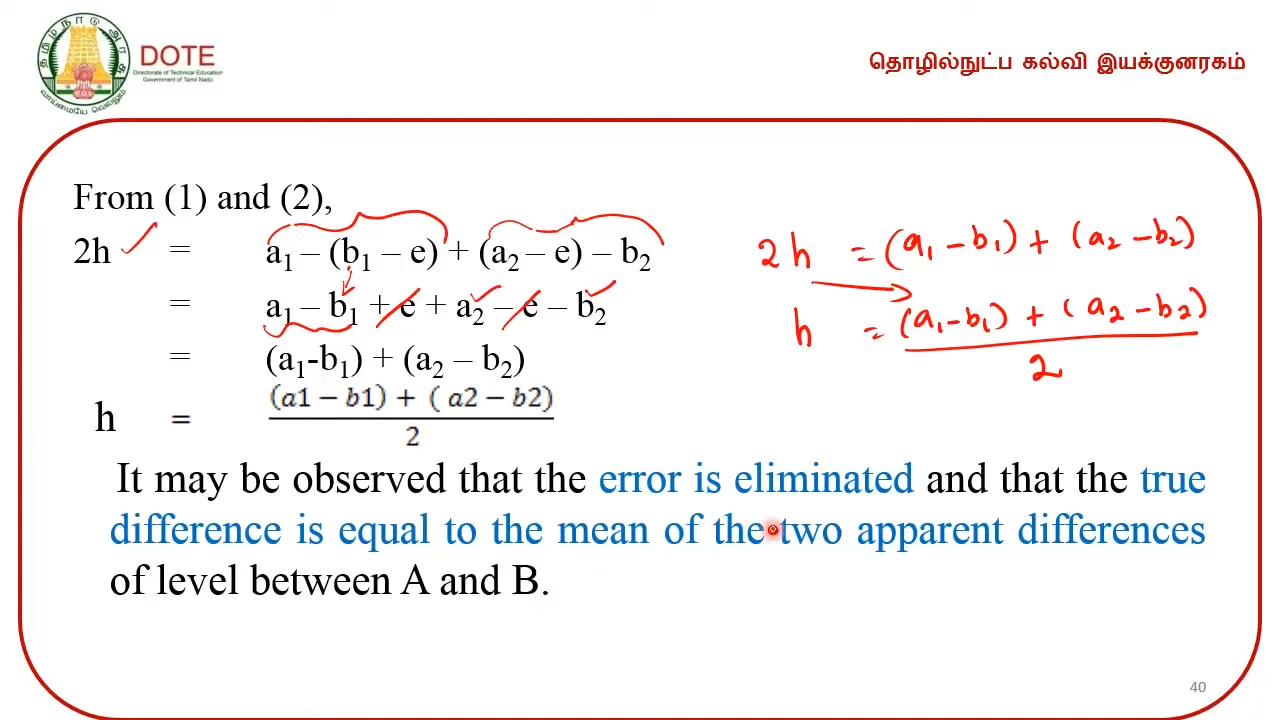 தமிழ்நாடு அரசு
வாய்மையே வெல்லும்
DOTE
Directorate of Technical Education
Government of Tamil Nadu
தொழில்நுட்ப கல்வி இயக்குனரகம்
From (1) and (2),
2h = a₁ – (b₁ – e) + (a₂ – e) – b₂
= a₁ – b₁ + e + a₂ – e – b₂
= (a₁-b₁) + (a₂ – b₂)
h = (a1 – b1) + ( a2 – b2)
2
2h = (a₁ – b₁) + (a₂ – b₂)
h = (a₁-b₁) + (a₂ – b₂)
2
It may be observed that the error is eliminated and that the true
difference is equal to the mean of the two apparent differences
of level between A and B.
40